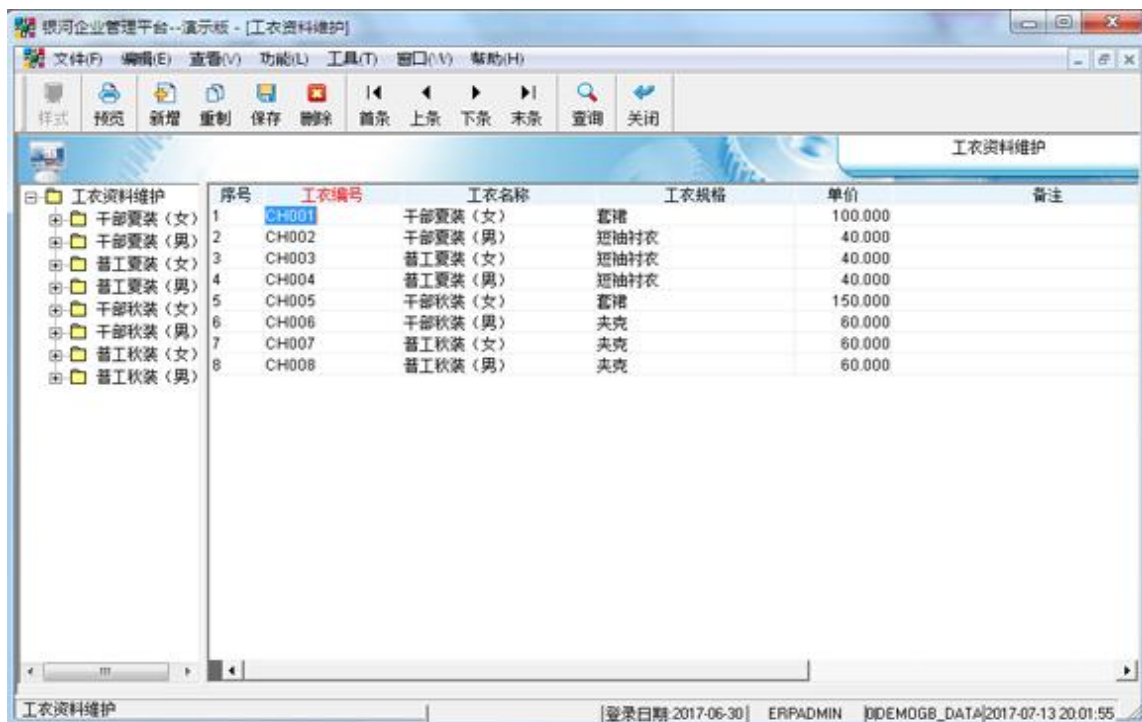 银河企业管理平台--演示版 - [工衣资料维护]
文件(F) 编辑(E) 查看(V) 功能(L) 工具(T) 窗口(W) 帮助(H)
样式 预览 新增 重制 保存 删除 首条 上条 下条 末条 查询 关闭
工衣资料维护
工衣资料维护
干部夏装（女）
干部夏装（男）
普工夏装（女）
普工夏装（男）
干部秋装（女）
干部秋装（男）
普工秋装（女）
普工秋装（男）
序号 工衣编号 工衣名称 工衣规格 单价 备注
1 CH001 干部夏装（女） 套裙 100.000
2 CH002 干部夏装（男） 短袖衬衣 40.000
3 CH003 普工夏装（女） 短袖衬衣 40.000
4 CH004 普工夏装（男） 短袖衬衣 40.000
5 CH005 干部秋装（女） 套裙 150.000
6 CH006 干部秋装（男） 夹克 60.000
7 CH007 普工秋装（女） 夹克 60.000
8 CH008 普工秋装（男） 夹克 60.000
工衣资料维护 登录日期:2017-06-30 ERPADMIN 0|DEMOGB_DATA|2017-07-13 20:01:55